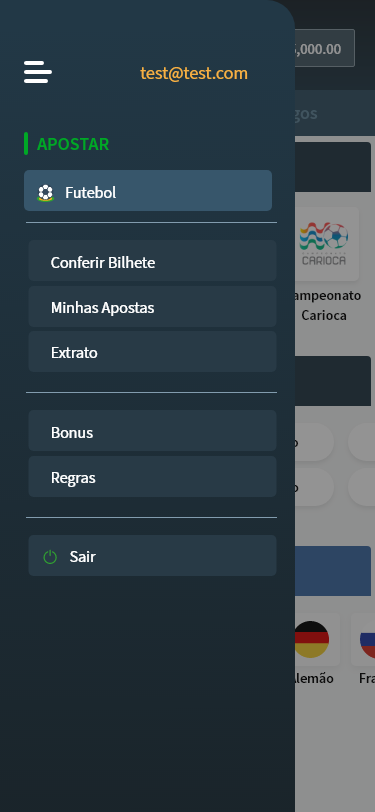 ,000.00
test@test.com
gos
APOSTAR
Futebol
CARIOCA
Conferir Bilhete
ampeonato
Carioca
Minhas Apostas
Extrato
Bonus
o
Regras
o
Sair
Alemão
Fra